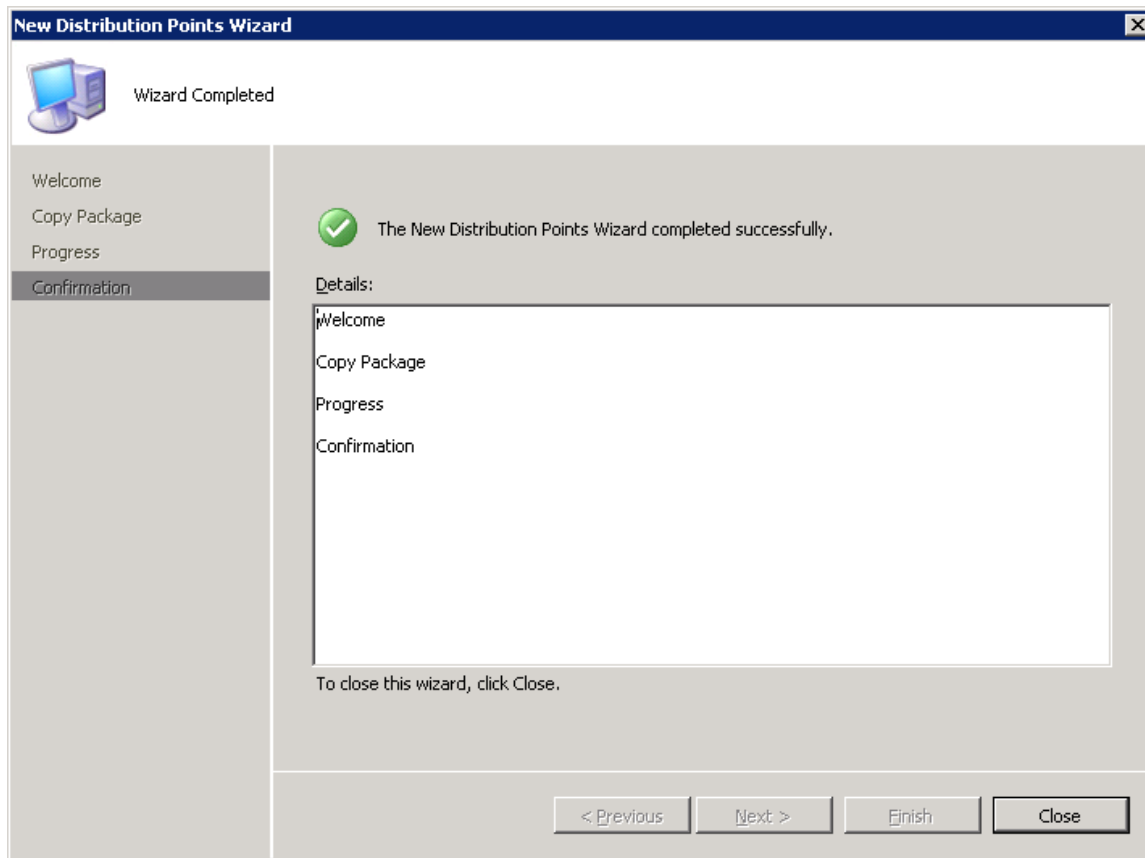 New Distribution Points Wizard
Wizard Completed
Welcome
Copy Package
Progress
Confirmation
The New Distribution Points Wizard completed successfully.
Details:
Welcome
Copy Package
Progress
Confirmation
To close this wizard, click Close.
< Previous
Next >
Finish
Close